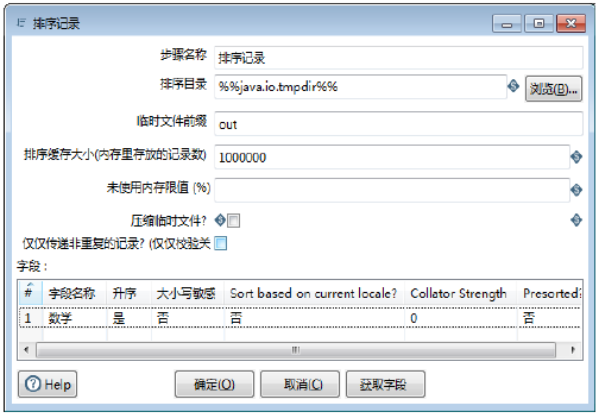 排序记录
步骤名称 排序记录
排序目录 %%java.io.tmpdir%% 浏览(B)...
临时文件前缀 out
排序缓存大小(内存里存放的记录数) 1000000
未使用内存限值 (%)
压缩临时文件?
仅仅传递非重复的记录? (仅仅校验关
字段:
# 字段名称 升序 大小写敏感 Sort based on current locale? Collator Strength Presorted?
1 数学 是 否 否 0 否
Help 确定(O) 取消(C) 获取字段